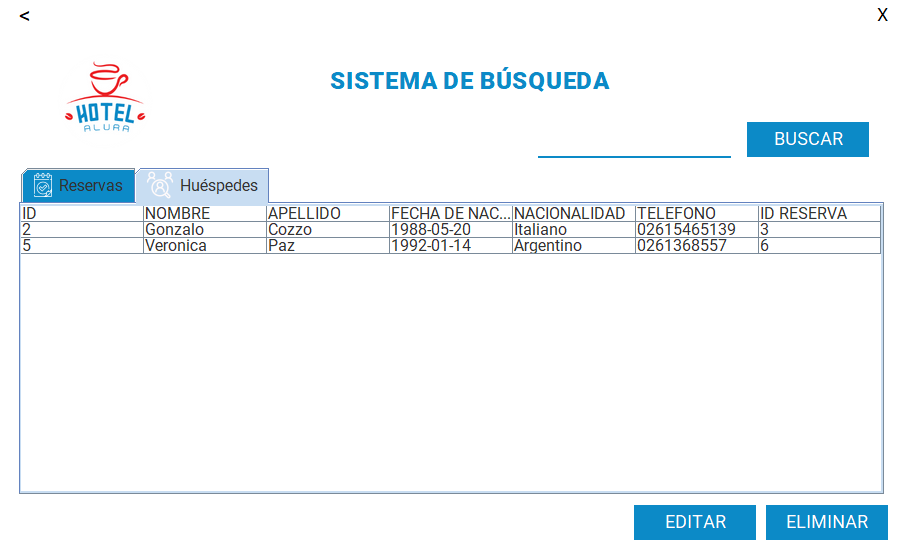 <
X
HOTEL
ALURA
SISTEMA DE BÚSQUEDA
BUSCAR
Reservas
Huéspedes
ID NOMBRE APELLIDO FECHA DE NAC... NACIONALIDAD TELEFONO ID RESERVA
2 Gonzalo Cozzo 1988-05-20 Italiano 02615465139 3
5 Veronica Paz 1992-01-14 Argentino 0261368557 6
EDITAR
ELIMINAR